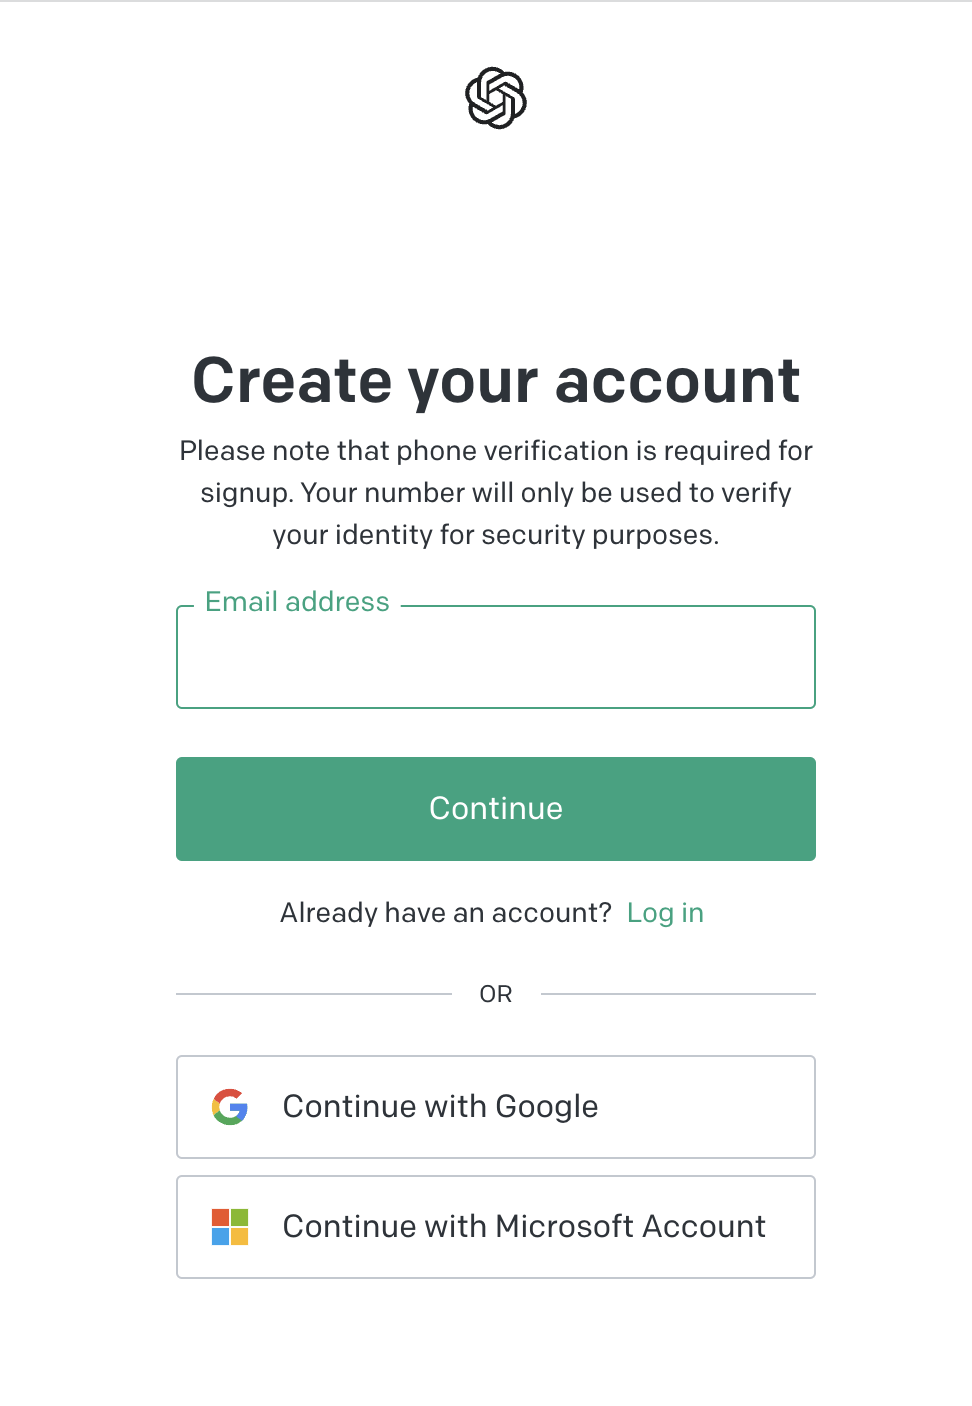 Create your account
Please note that phone verification is required for
signup. Your number will only be used to verify
your identity for security purposes.
Email address
Continue
Already have an account? Log in
OR
Continue with Google
Continue with Microsoft Account